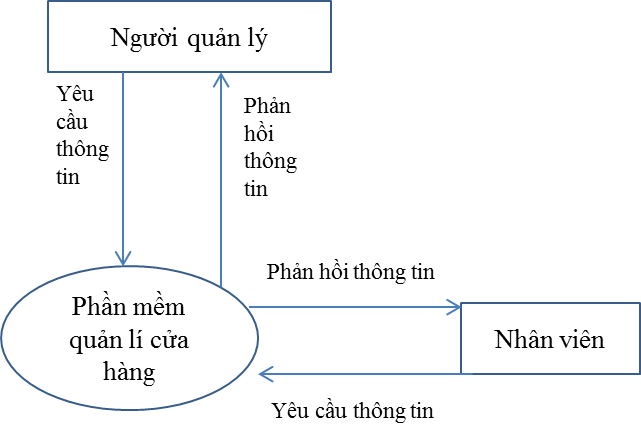 Người quản lý
Yêu
cầu
thông
tin
Phản
hồi
thông
tin
Phản hồi thông tin
Phần mềm
quản lí cửa
hàng
Nhân viên
Yêu cầu thông tin